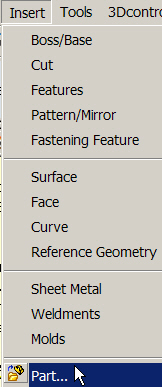 Insert Tools 3Dcontro
Boss/Base
Cut
Features
Pattern/Mirror
Fastening Feature
Surface
Face
Curve
Reference Geometry
Sheet Metal
Weldments
Molds
Part...